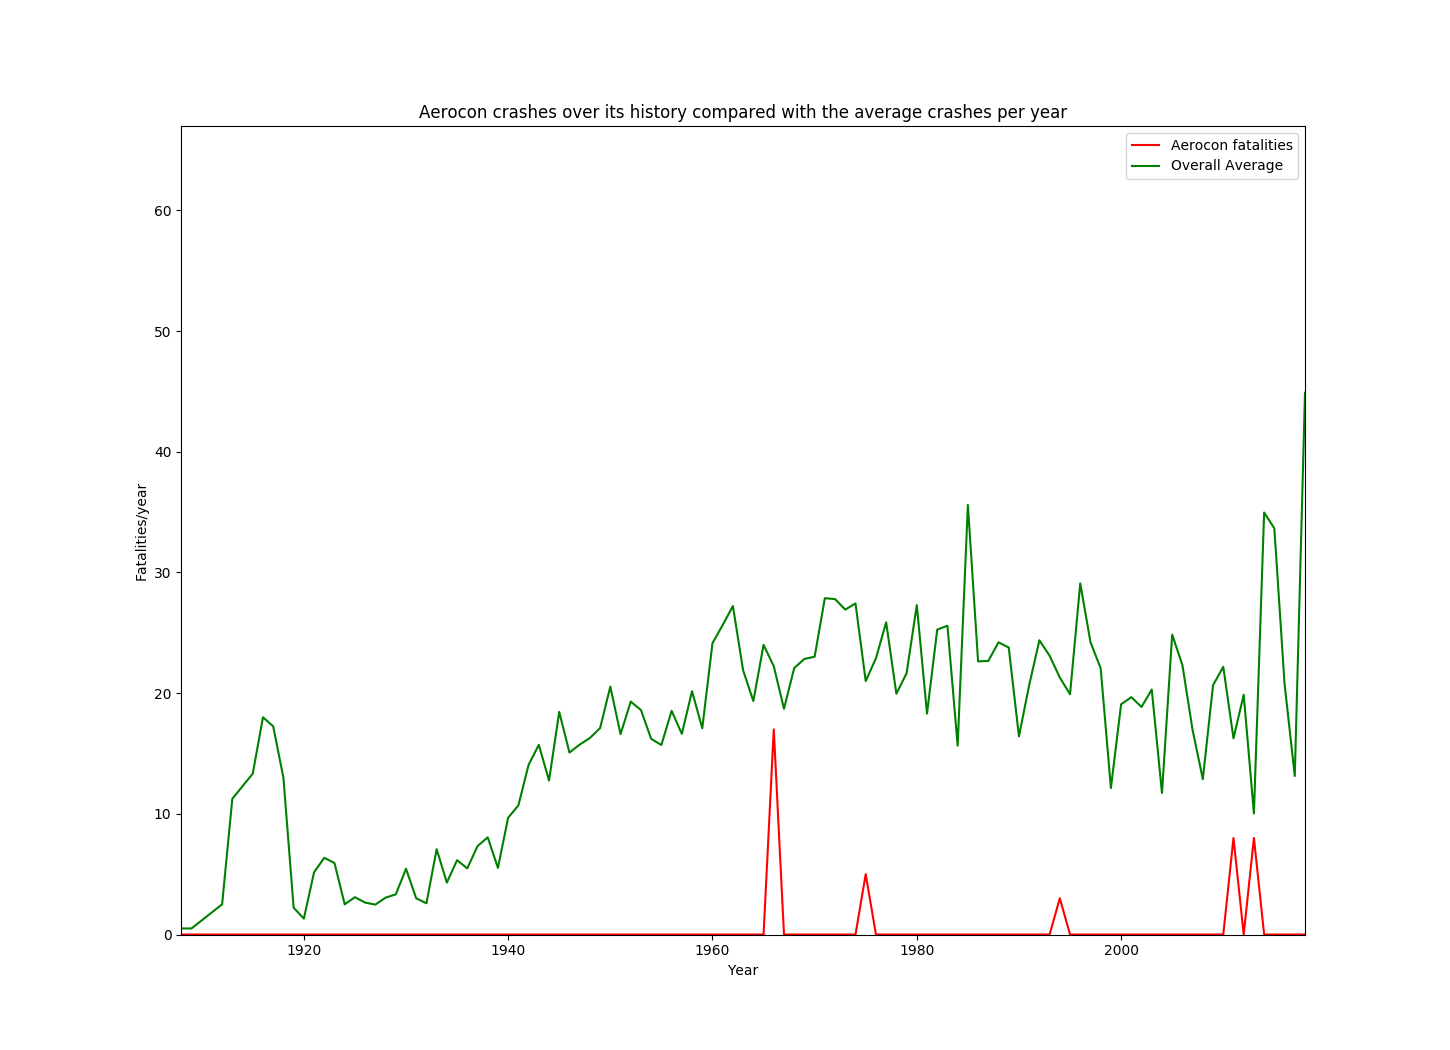 Aerocon crashes over its history compared with the average crashes per year
Aerocon fatalities
Overall Average
60
50
40
30
20
10
0
Fatalities/year
1920 1940 1960 1980 2000
Year